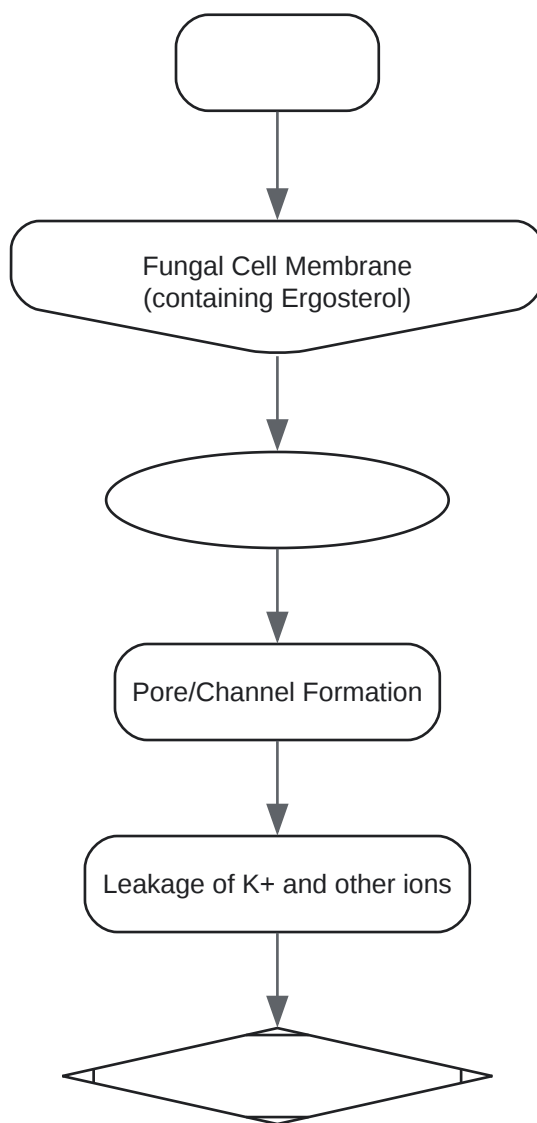 Fungal Cell Membrane
(containing Ergosterol)
Pore/Channel Formation
Leakage of K+ and other ions